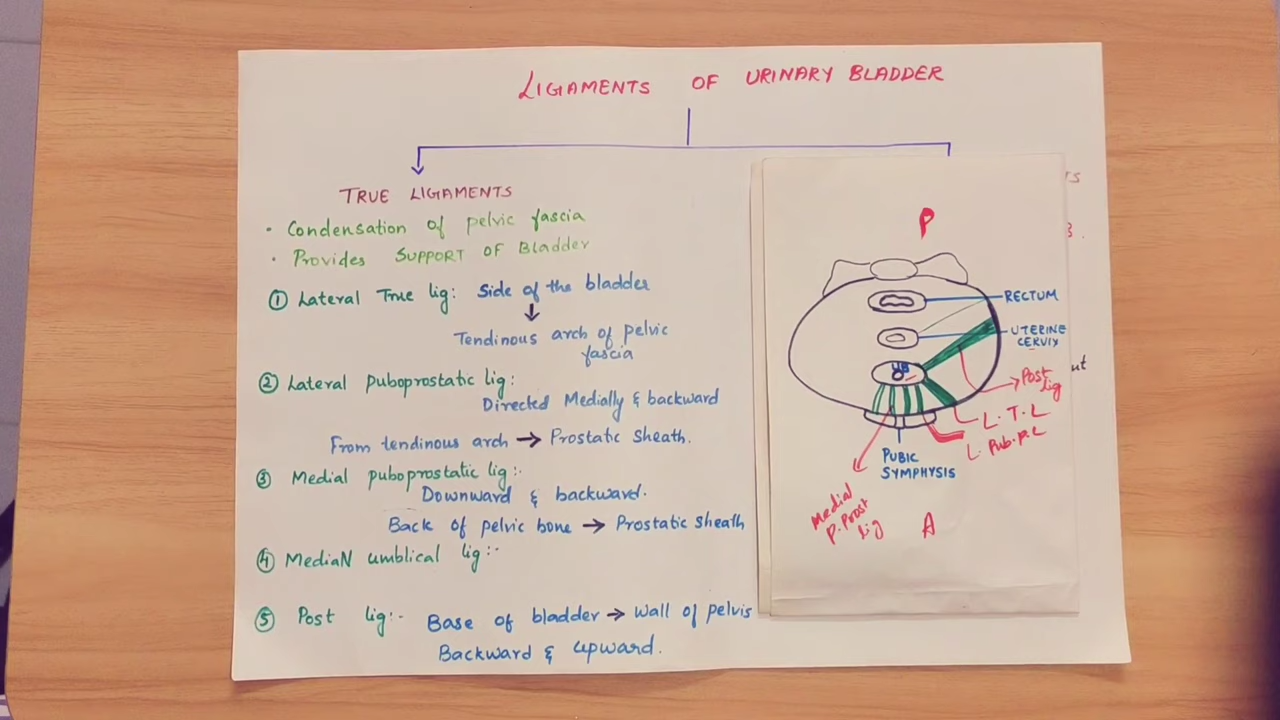 LIGAMENTS OF URINARY BLADDER
TRUE LIGAMENTS
• Condensation of pelvic fascia
• Provides SUPPORT OF Bladder
① Lateral True lig: Side of the bladder
↓
Tendinous arch of pelvic
fascia
② Lateral puboprostatic lig:
Directed Medially & backward
From tendinous arch → Prostatic sheath.
③ Medial puboprostatic lig:-
Downward & backward.
Back of pelvic bone → Prostatic sheath
④ MediaN umblical lig:-
⑤ Post lig:- Base of bladder → Wall of pelvis
Backward & upward.
P
RECTUM
UTERINE
CERVIX
UB
Post
lig
L.T.L
L. Pub.p.L
PUBIC
SYMPHYSIS
Medial
P.Prost
lig
A